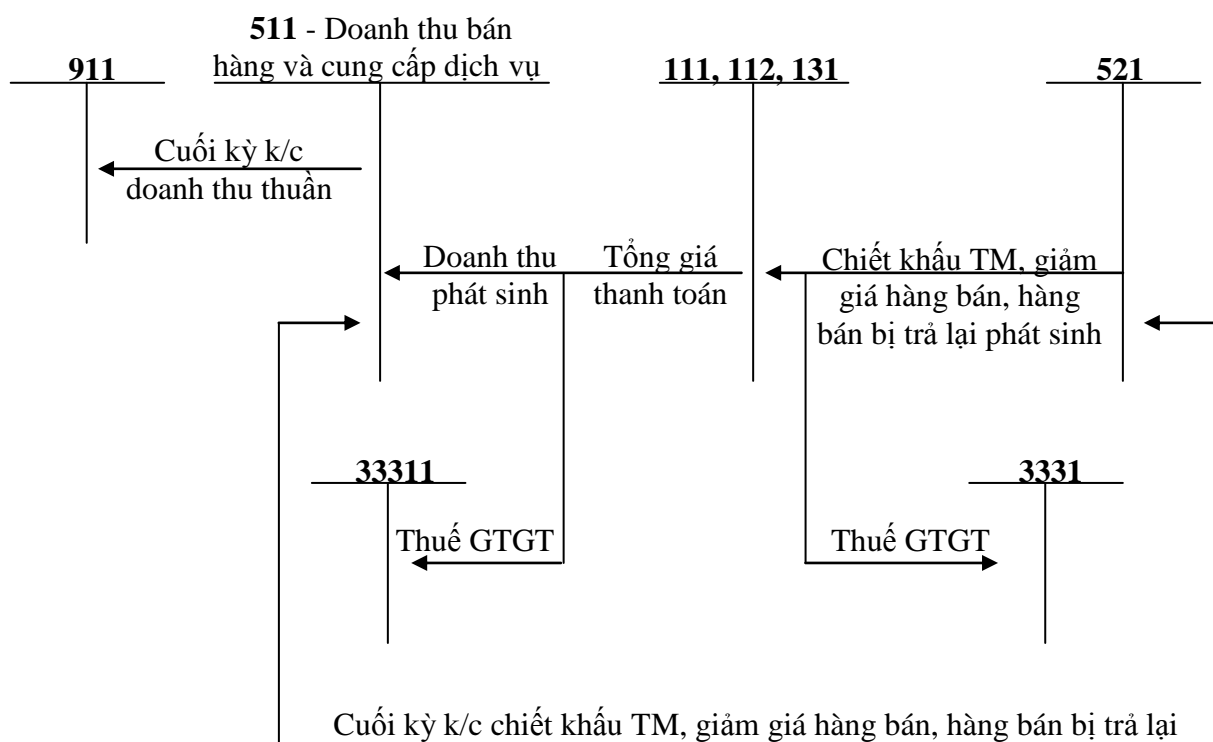 511 - Doanh thu bán
hàng và cung cấp dịch vụ
911
111, 112, 131
521
Cuối kỳ k/c
doanh thu thuần
Doanh thu
phát sinh
Tổng giá
thanh toán
Chiết khấu TM, giảm
giá hàng bán, hàng
bán bị trả lại phát sinh
33311
3331
Thuế GTGT
Thuế GTGT
Cuối kỳ k/c chiết khấu TM, giảm giá hàng bán, hàng bán bị trả lại